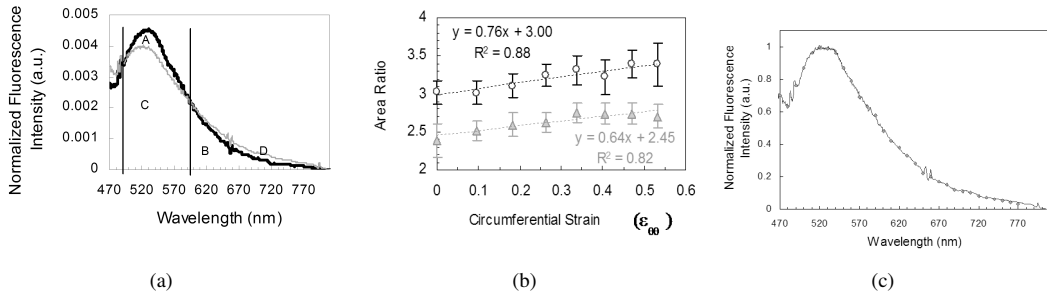 Normalized Fluorescence
Intensity (a.u.)
0.005
0.004
0.003
0.002
0.001
0
A
C
B
D
470 520 570 620 670 720 770
Wavelength (nm)
(a)
Area Ratio
4.0
3.5
3.0
2.5
2.0
y = 0.76x + 3.00
R² = 0.88
y = 0.64x + 2.45
R² = 0.82
0 0.1 0.2 0.3 0.4 0.5 0.6
Circumferential Strain (εθθ)
(b)
Normalized Fluorescence
Intensity (a.u.)
1
0.8
0.6
0.4
0.2
0
470 520 570 620 670 720 770
Wavelength (nm)
(c)